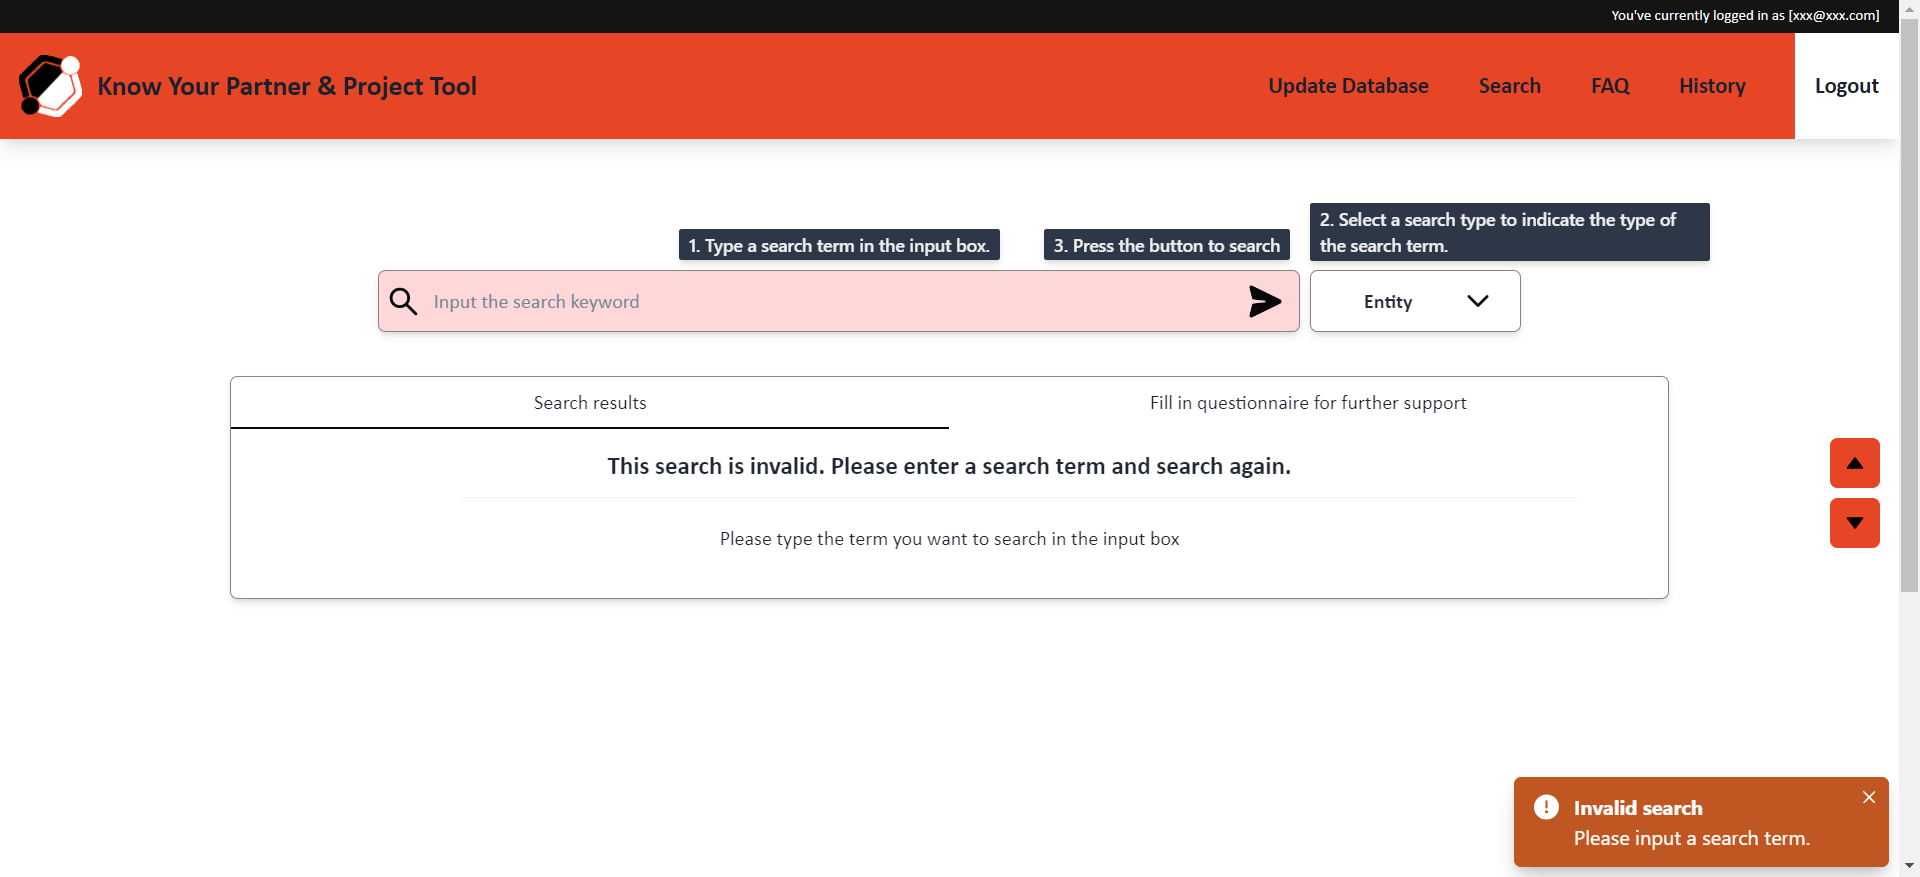 You've currently logged in as [xxx@xxx.com]
Know Your Partner & Project Tool
Update Database
Search
FAQ
History
Logout
1. Type a search term in the input box.
3. Press the button to search
2. Select a search type to indicate the type of
the search term.
Input the search keyword
Entity
Search results
Fill in questionnaire for further support
This search is invalid. Please enter a search term and search again.
Please type the term you want to search in the input box
Invalid search
Please input a search term.